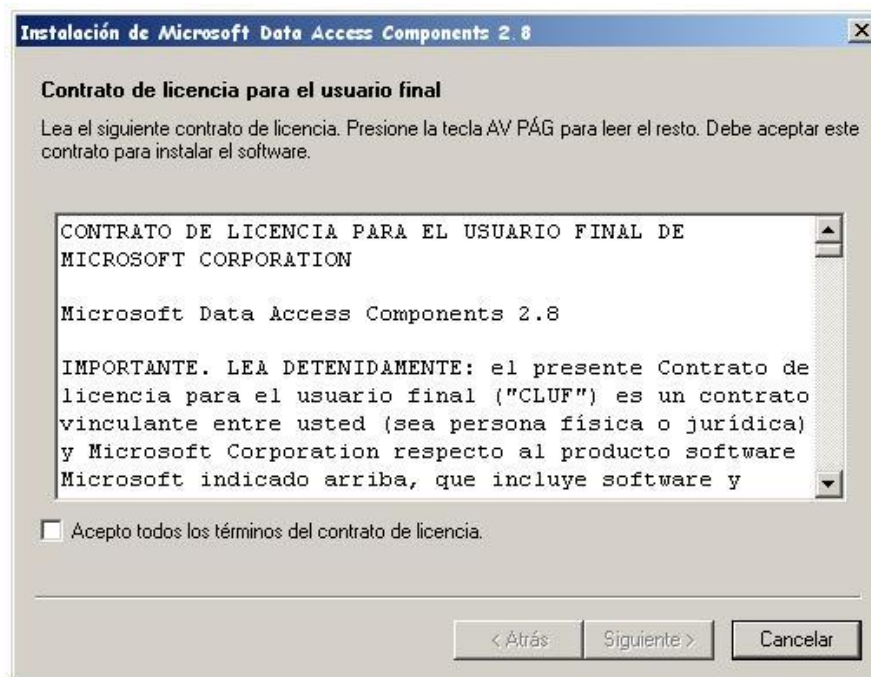 Instalación de Microsoft Data Access Components 2.8
Contrato de licencia para el usuario final
Lea el siguiente contrato de licencia. Presione la tecla AV PÁG para leer el resto. Debe aceptar este
contrato para instalar el software.
CONTRATO DE LICENCIA PARA EL USUARIO FINAL DE
MICROSOFT CORPORATION
Microsoft Data Access Components 2.8
IMPORTANTE. LEA DETENIDAMENTE: el presente Contrato de
licencia para el usuario final ("CLUF") es un contrato
vinculante entre usted (sea persona física o jurídica)
y Microsoft Corporation respecto al producto software
Microsoft indicado arriba, que incluye software y
Acepto todos los términos del contrato de licencia.
< Atrás
Siguiente >
Cancelar